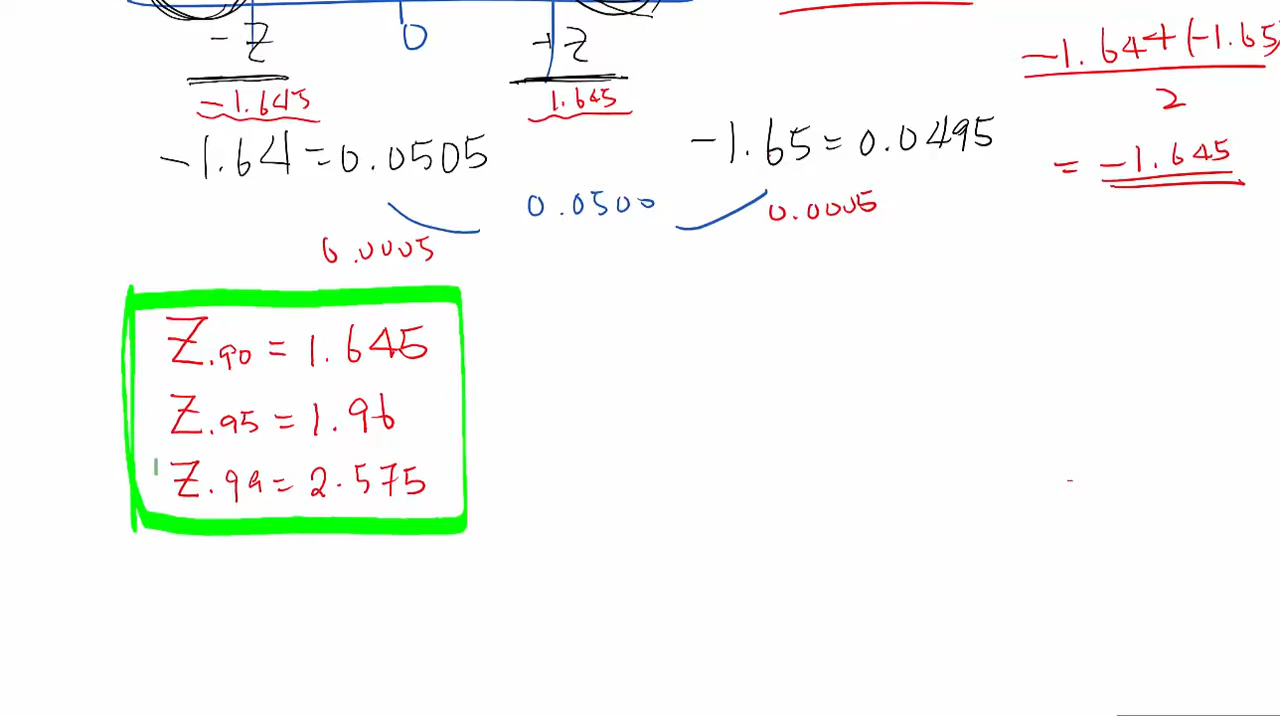 -Z 0 +Z
-1.645 1.645
-1.64+(-1.65)
2
= -1.645
-1.64=0.0505 -1.65=0.0495
0.0500
0.0005 0.0005
Z.90 = 1.645
Z.95 = 1.96
Z.99 = 2.575